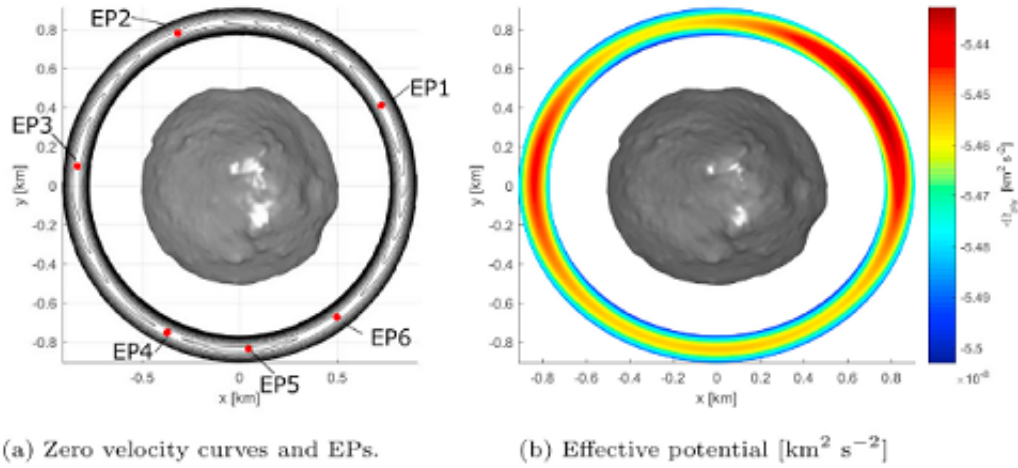 EP2
EP1
EP3
EP4
EP5
EP6
0.8
0.6
0.4
0.2
0
-0.2
-0.4
-0.6
-0.8
y [km]
-0.5
0
0.5
x [km]
0.8
0.6
0.4
0.2
0
-0.2
-0.4
-0.6
-0.8
y [km]
-0.8 -0.6 -0.4 -0.2 0 0.2 0.4 0.6 0.8
x [km]
-5.44
-5.45
-5.46
-5.47
-5.48
-5.49
-5.5
[km² s⁻²]
×10⁻⁸
(a) Zero velocity curves and EPs.
(b) Effective potential [km² s⁻²]